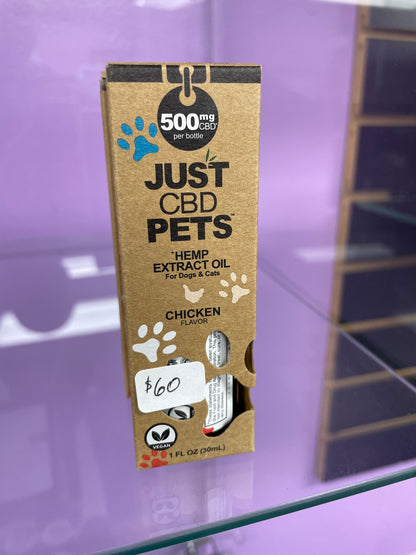 500mg
CBD*
per bottle
JUST
CBD
PETS™
*HEMP
EXTRACT OIL
For Dogs & Cats
CHICKEN
FLAVOR
$60
VEGAN
1 FL OZ (30mL)